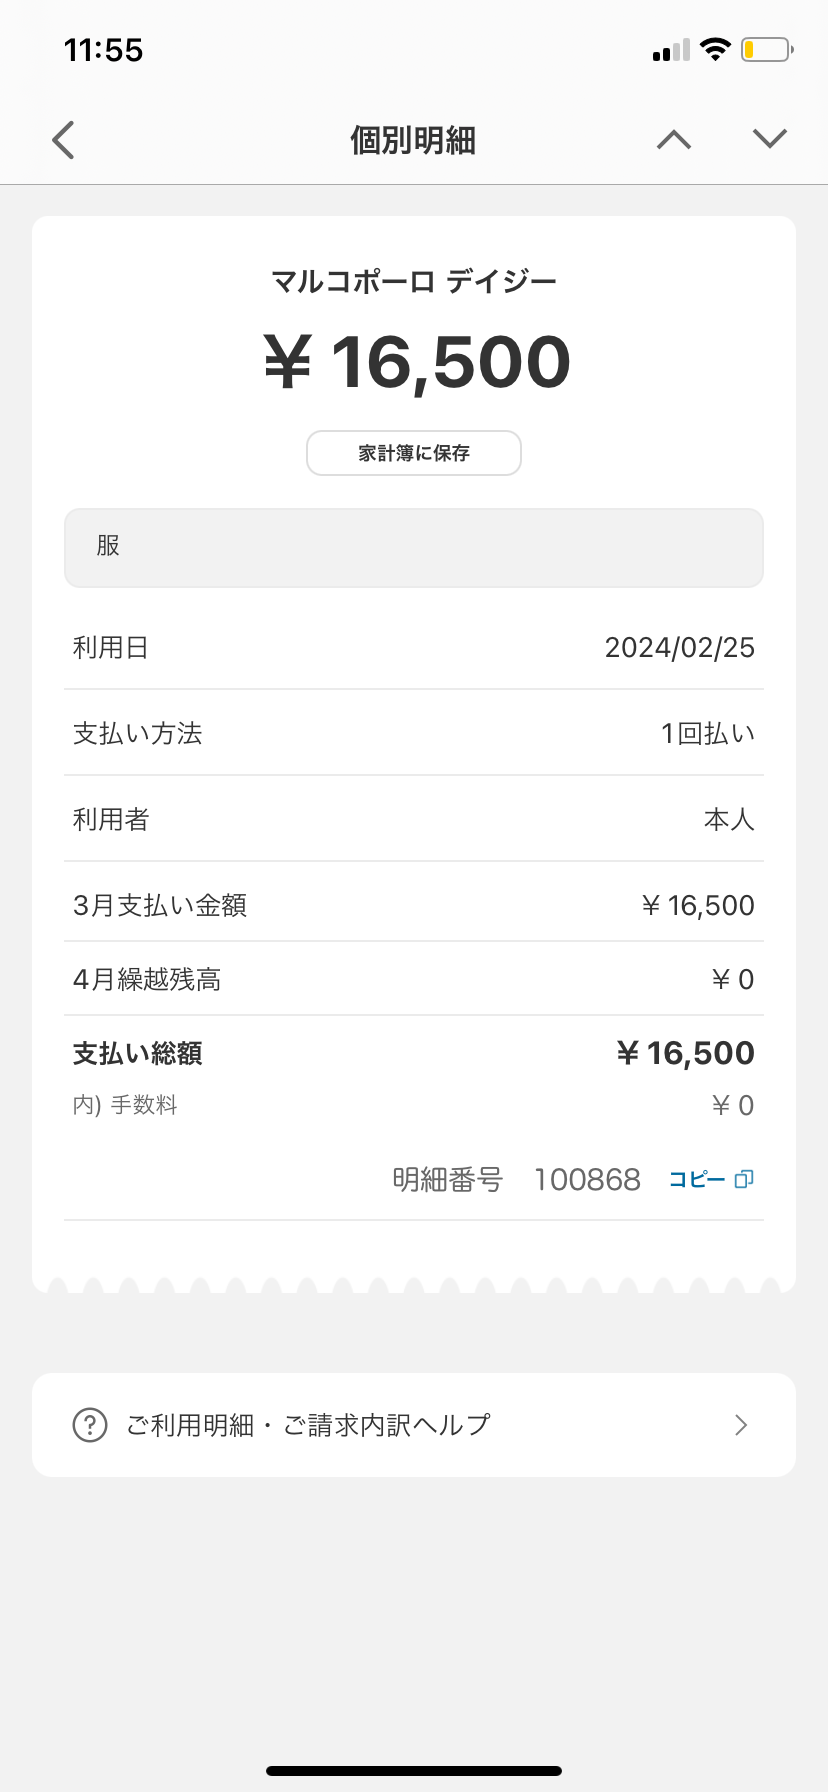 11:55
個別明細
マルコポーロ デイジー
¥ 16,500
家計簿に保存
服
利用日 2024/02/25
支払い方法 1回払い
利用者 本人
3月支払い金額 ¥ 16,500
4月繰越残高 ¥ 0
支払い総額 ¥ 16,500
内) 手数料 ¥ 0
明細番号 100868 コピー
ご利用明細・ご請求内訳ヘルプ